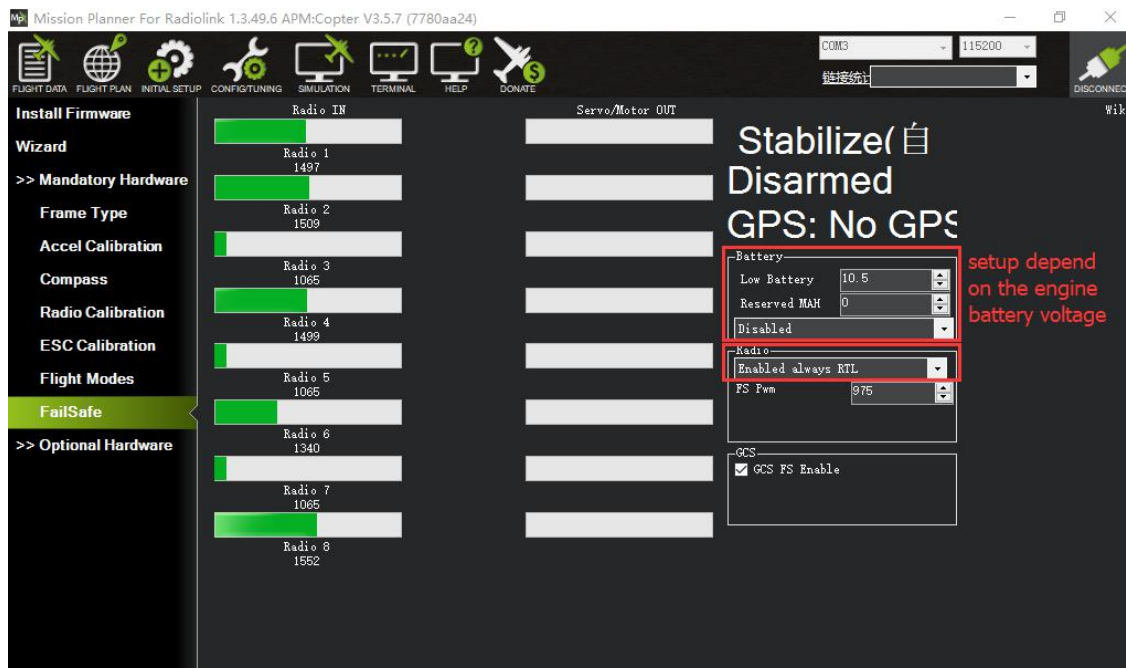 Mission Planner For Radiolink 1.3.49.6 APM:Copter V3.5.7 (7780aa24)
FLIGHT DATA
FLIGHT PLAN
INITIAL SETUP
CONFIG/TUNING
SIMULATION
TERMINAL
HELP
DONATE
COM3
115200
链接统计
DISCONNEC
Install Firmware
Wizard
>> Mandatory Hardware
Frame Type
Accel Calibration
Compass
Radio Calibration
ESC Calibration
Flight Modes
FailSafe
>> Optional Hardware
Radio IN
Radio 1
1497
Radio 2
1509
Radio 3
1065
Radio 4
1499
Radio 5
1065
Radio 6
1340
Radio 7
1065
Radio 8
1552
Servo/Motor OUT
Wik
Stabilize(自
Disarmed
GPS: No GPS
Battery
Low Battery 10.5
Reserved MAH 0
Disabled
setup depend
on the engine
battery voltage
Radio
Enabled always RTL
FS Pwm 975
GCS
GCS FS Enable